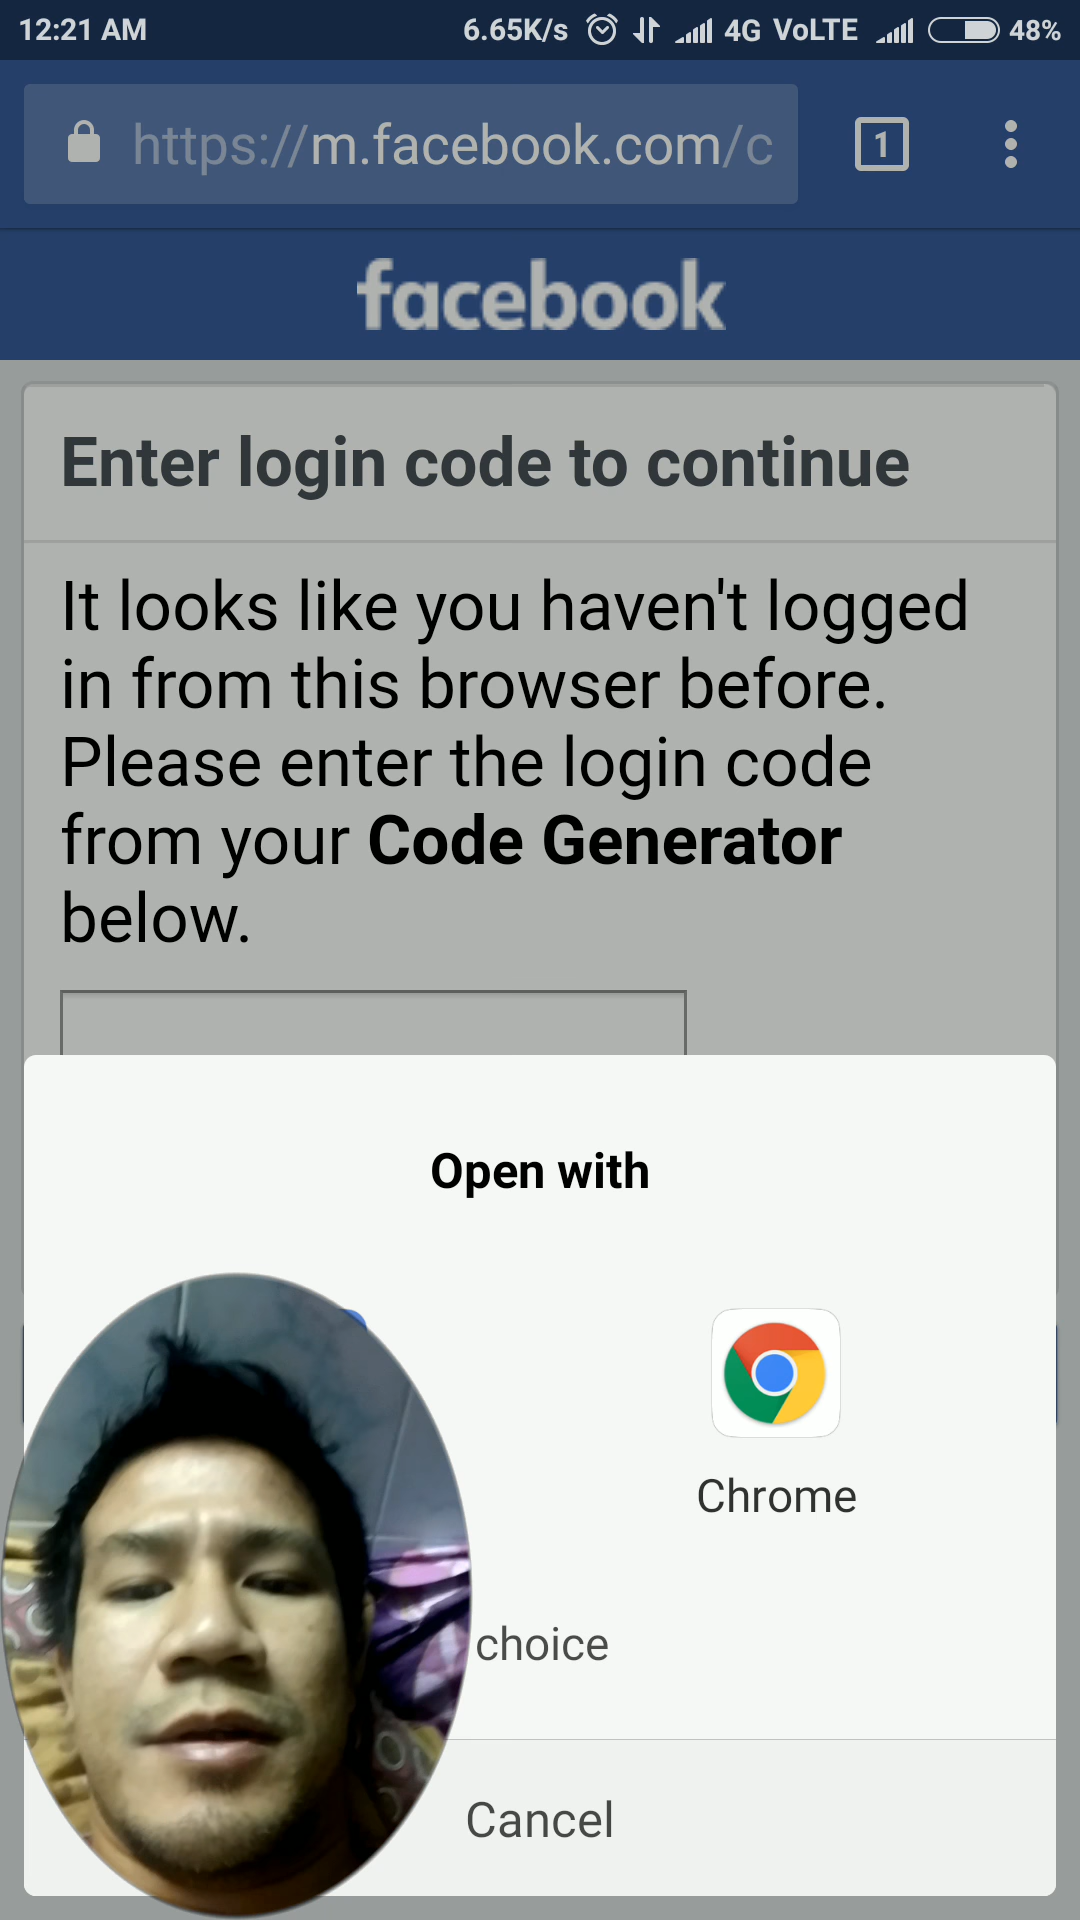 12:21 AM 6.65K/s 4G VoLTE 48%
https://m.facebook.com/c 1
facebook
Enter login code to continue
It looks like you haven't logged
in from this browser before.
Please enter the login code
from your Code Generator
below.
Open with
Chrome
choice
Cancel